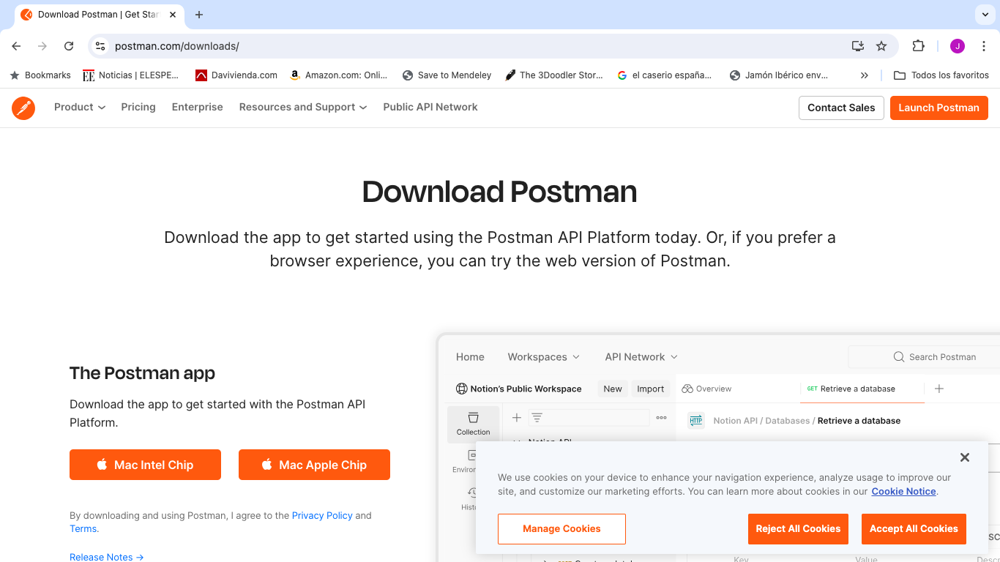 Download Postman | Get Star
postman.com/downloads/
J
Bookmarks
Noticias | ELESPE...
Davivienda.com
Amazon.com: Onli...
Save to Mendeley
The 3Doodler Stor...
el caserio españa...
Jamón Ibérico env...
Todos los favoritos
Product
Pricing
Enterprise
Resources and Support
Public API Network
Contact Sales
Launch Postman
Download Postman
Download the app to get started using the Postman API Platform today. Or, if you prefer a
browser experience, you can try the web version of Postman.
The Postman app
Download the app to get started with the Postman API
Platform.
Mac Intel Chip
Mac Apple Chip
By downloading and using Postman, I agree to the Privacy Policy and
Terms.
Release Notes →
Home
Workspaces
API Network
Search Postman
Notion's Public Workspace
New
Import
Overview
GET Retrieve a database
Collection
HTTP
Notion API / Databases / Retrieve a database
Notion API
Environ
Histo
We use cookies on your device to enhance your navigation experience, analyze usage to improve our
site, and customize our marketing efforts. You can learn more about cookies in our Cookie Notice.
Manage Cookies
Reject All Cookies
Accept All Cookies
Key
Value
Descr